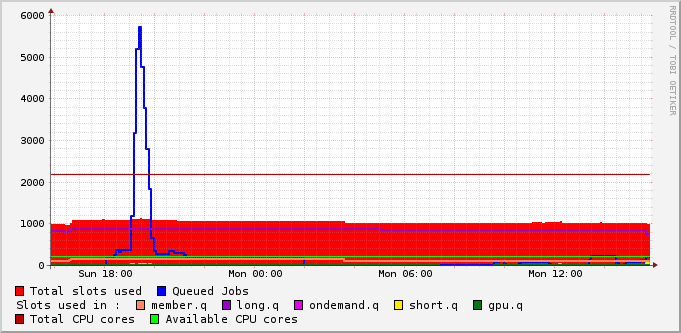 6000
5000
4000
3000
2000
1000
0
Sun 18:00 Mon 00:00 Mon 06:00 Mon 12:00
Total slots used Queued Jobs
Slots used in : member.q long.q ondemand.q short.q gpu.q
Total CPU cores Available CPU cores
RRDTOOL / TOBI OETIKER